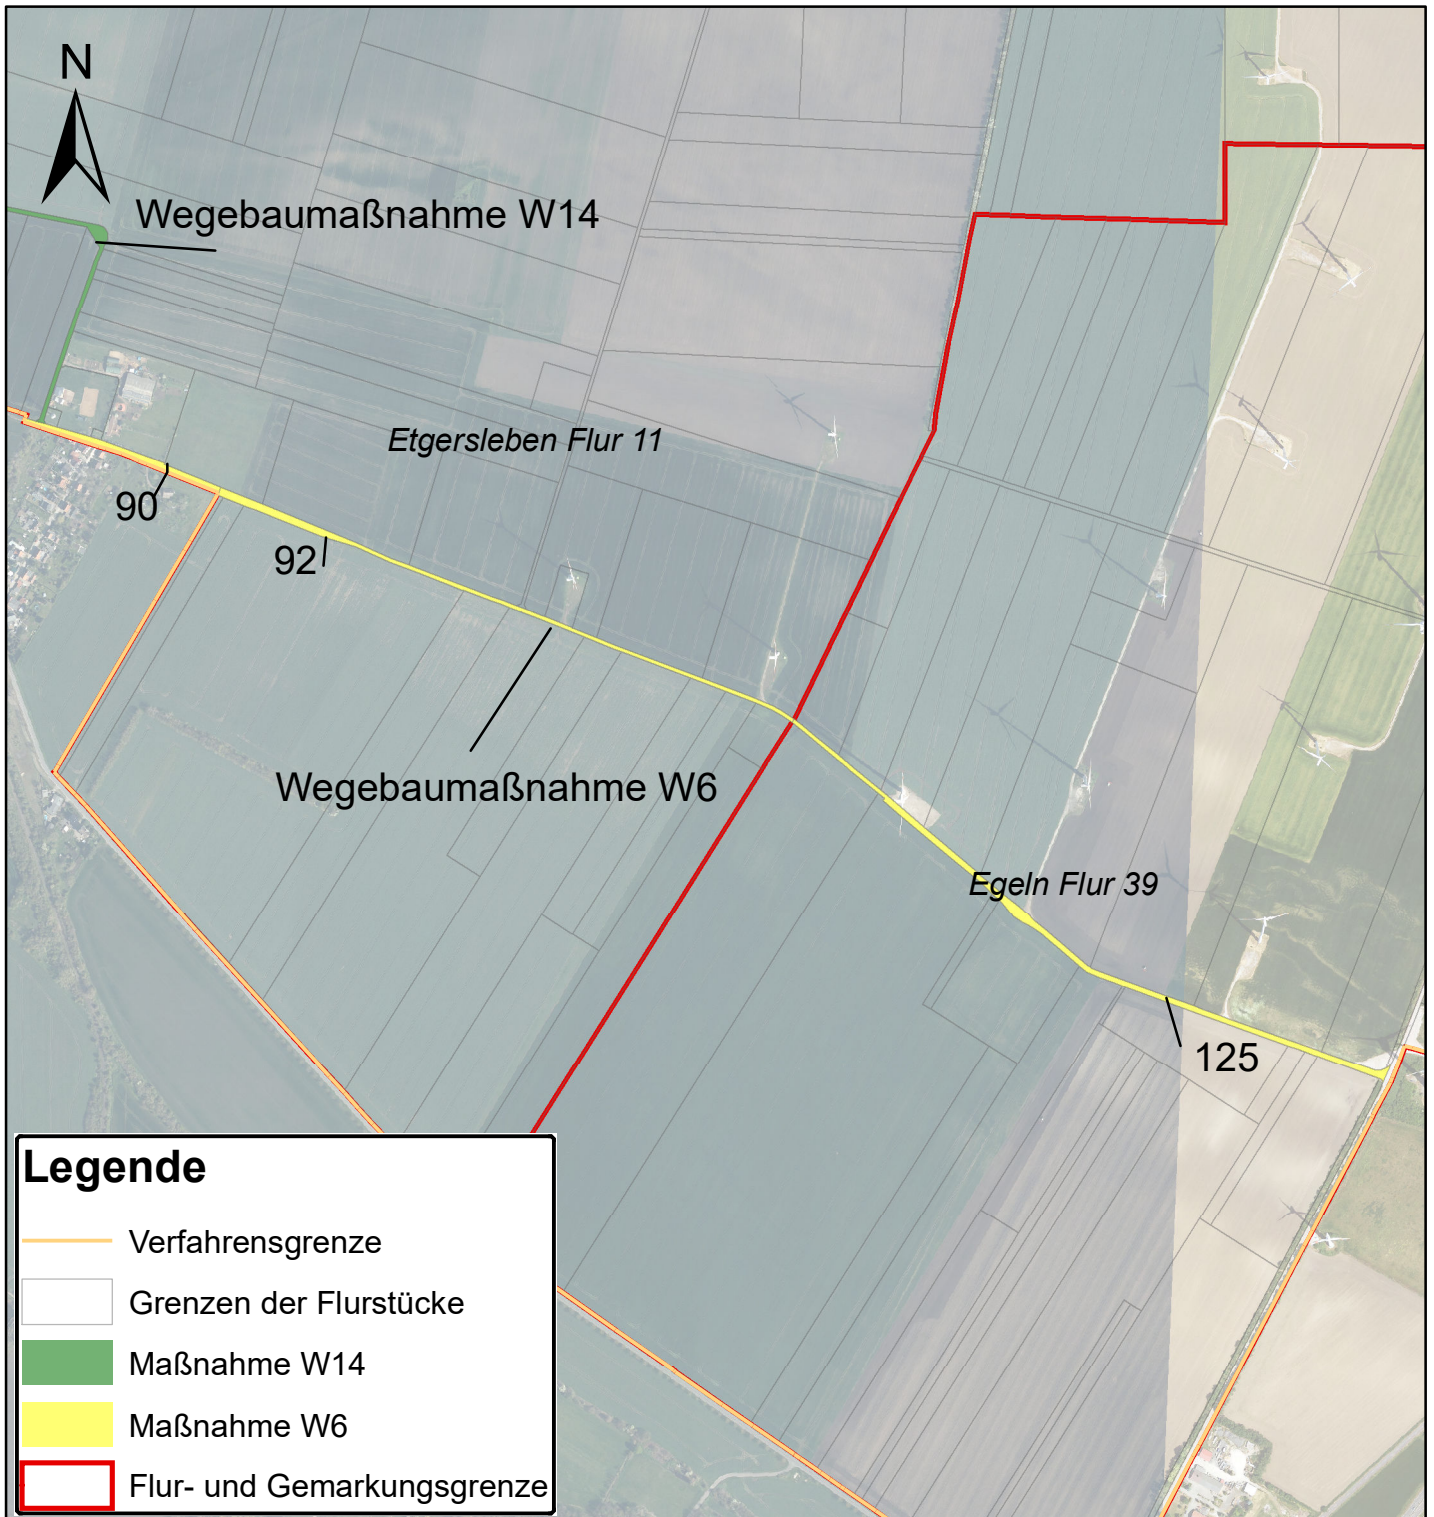 N
Wegebaumaßnahme W14
Etgersleben Flur 11
90
92
Wegebaumaßnahme W6
Egeln Flur 39
125
Legende
Verfahrensgrenze
Grenzen der Flurstücke
Maßnahme W14
Maßnahme W6
Flur- und Gemarkungsgrenze